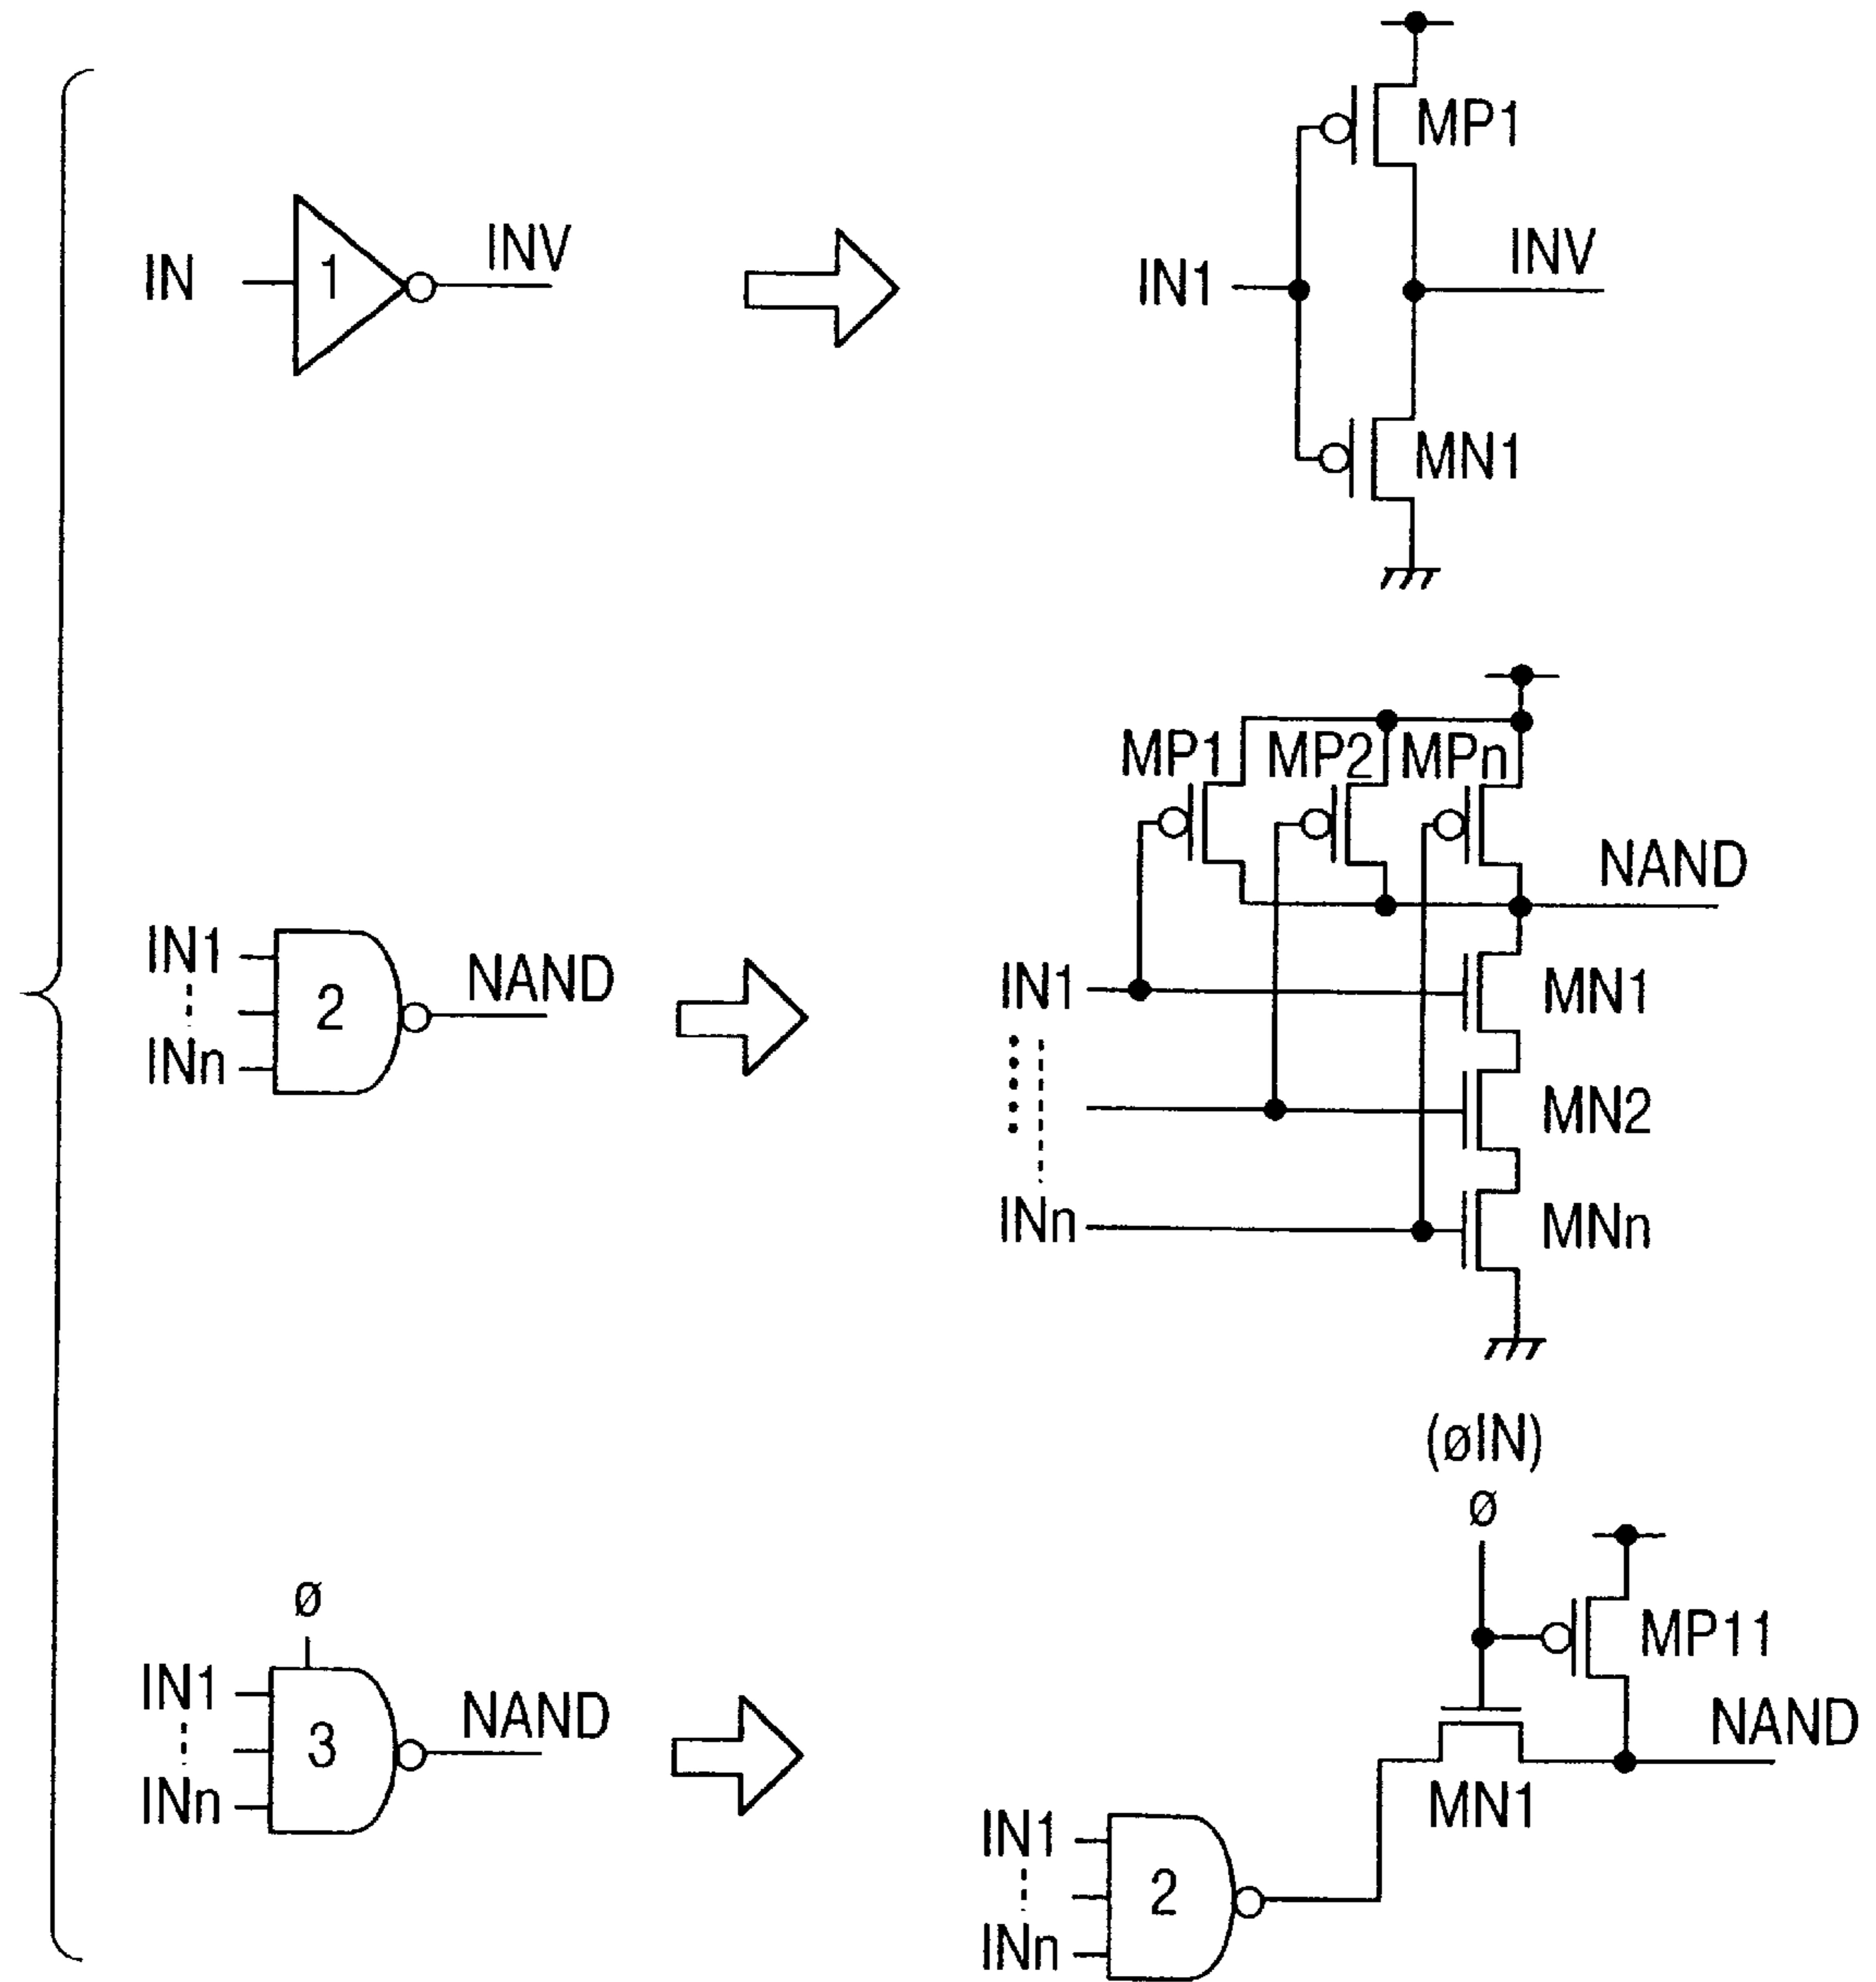 MP1
IN
1
INV
IN1
INV
MN1
MP1
MP2
MPn
NAND
IN1
INn
2
NAND
IN1
MN1
MN2
INn
MNn
(øIN)
ø
ø
MP11
IN1
INn
3
NAND
NAND
MN1
IN1
INn
2